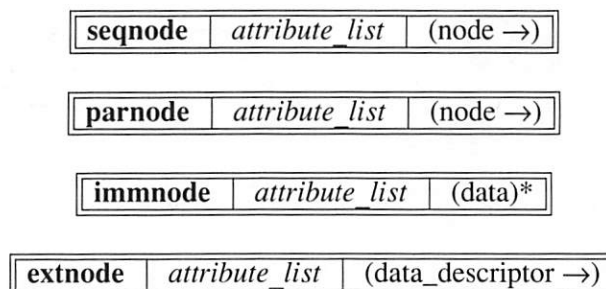 seqnode attribute_list (node →)
parnode attribute_list (node →)
immnode attribute_list (data)*
extnode attribute_list (data_descriptor →)